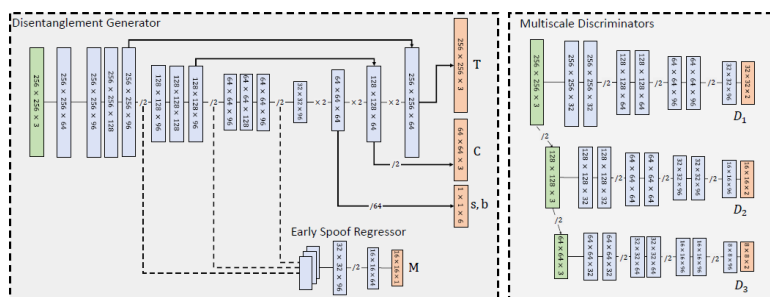 Disentanglement Generator
256 × 256 × 3
256 × 256 × 64
256 × 256 × 96
256 × 256 × 128
256 × 256 × 96
/2
128 × 128 × 96
128 × 128 × 128
128 × 128 × 96
/2
64 × 64 × 96
64 × 64 × 128
64 × 64 × 96
/2
32 × 32 × 96
× 2
64 × 64 × 64
× 2
128 × 128 × 64
× 2
256 × 256 × 64
256 × 256 × 3
T
/2
64 × 64 × 3
C
/64
1 × 1 × 6
s, b
Early Spoof Regressor
32 × 32 × 96
/2
16 × 16 × 64
16 × 16 × 1
M
Multiscale Discriminators
256 × 256 × 3
256 × 256 × 32
256 × 256 × 32
/2
128 × 128 × 64
128 × 128 × 64
/2
64 × 64 × 96
64 × 64 × 96
/2
32 × 32 × 96
32 × 32 × 2
D1
/2
128 × 128 × 3
128 × 128 × 32
128 × 128 × 32
/2
64 × 64 × 64
64 × 64 × 64
/2
32 × 32 × 96
32 × 32 × 96
/2
16 × 16 × 96
16 × 16 × 2
D2
/2
64 × 64 × 3
64 × 64 × 32
64 × 64 × 32
/2
32 × 32 × 64
32 × 32 × 64
/2
16 × 16 × 96
16 × 16 × 96
/2
8 × 8 × 96
8 × 8 × 2
D3